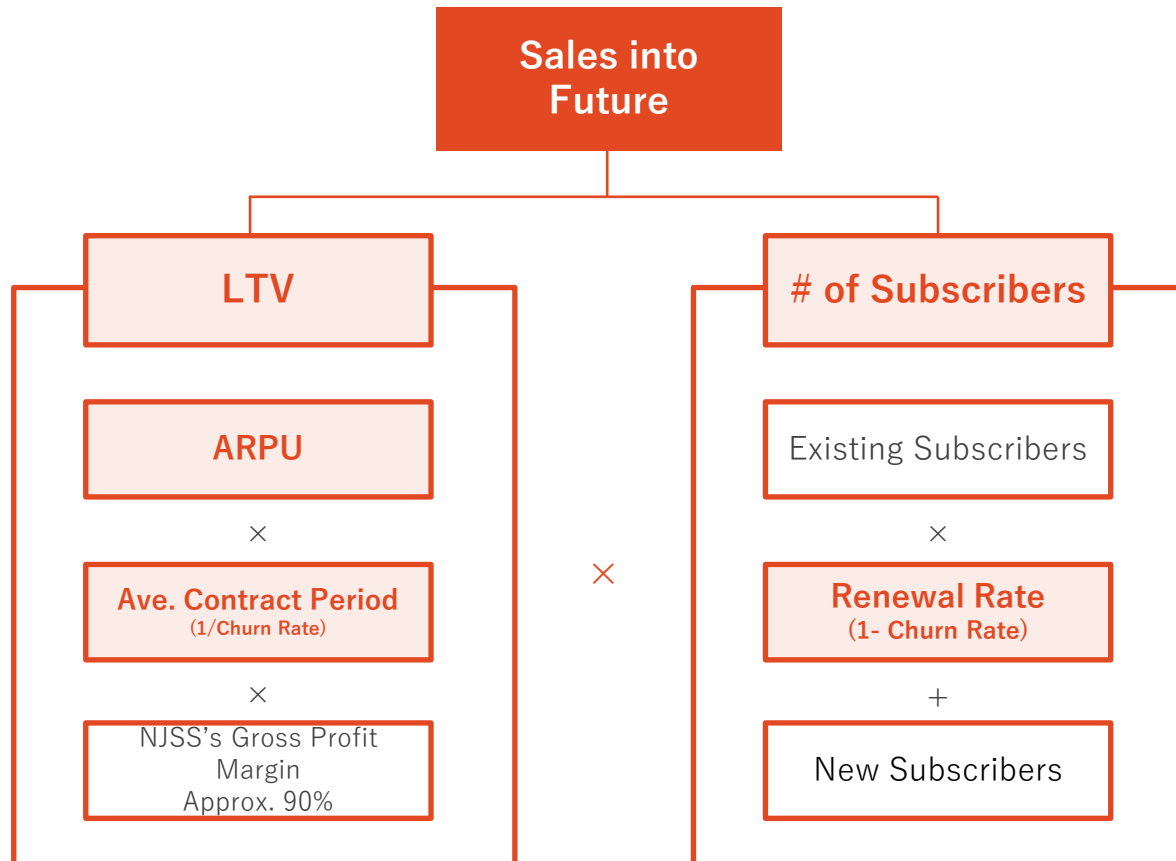 Sales into
Future
LTV
ARPU
×
Ave. Contract Period
(1/Churn Rate)
×
NJSS’s Gross Profit
Margin
Approx. 90%
×
# of Subscribers
Existing Subscribers
×
Renewal Rate
(1- Churn Rate)
+
New Subscribers